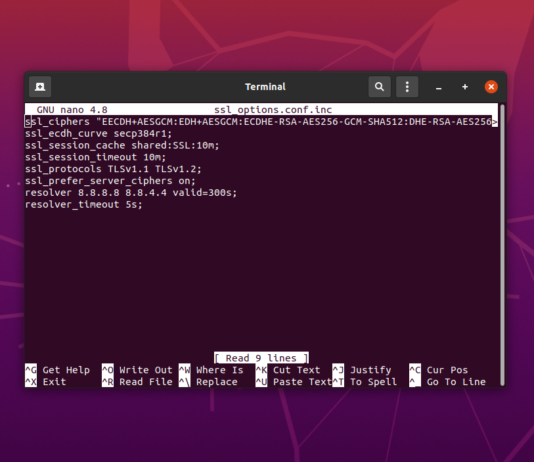 Terminal
GNU nano 4.8 ssl_options.conf.inc
ssl_ciphers "EECDH+AESGCM:EDH+AESGCM:ECDHE-RSA-AES256-GCM-SHA512:DHE-RSA-AES256>
ssl_ecdh_curve secp384r1;
ssl_session_cache shared:SSL:10m;
ssl_session_timeout 10m;
ssl_protocols TLSv1.1 TLSv1.2;
ssl_prefer_server_ciphers on;
resolver 8.8.8.8 8.8.4.4 valid=300s;
resolver_timeout 5s;
[ Read 9 lines ]
^G Get Help ^O Write Out ^W Where Is ^K Cut Text ^J Justify ^C Cur Pos
^X Exit ^R Read File ^\ Replace ^U Paste Text ^T To Spell ^_ Go To Line